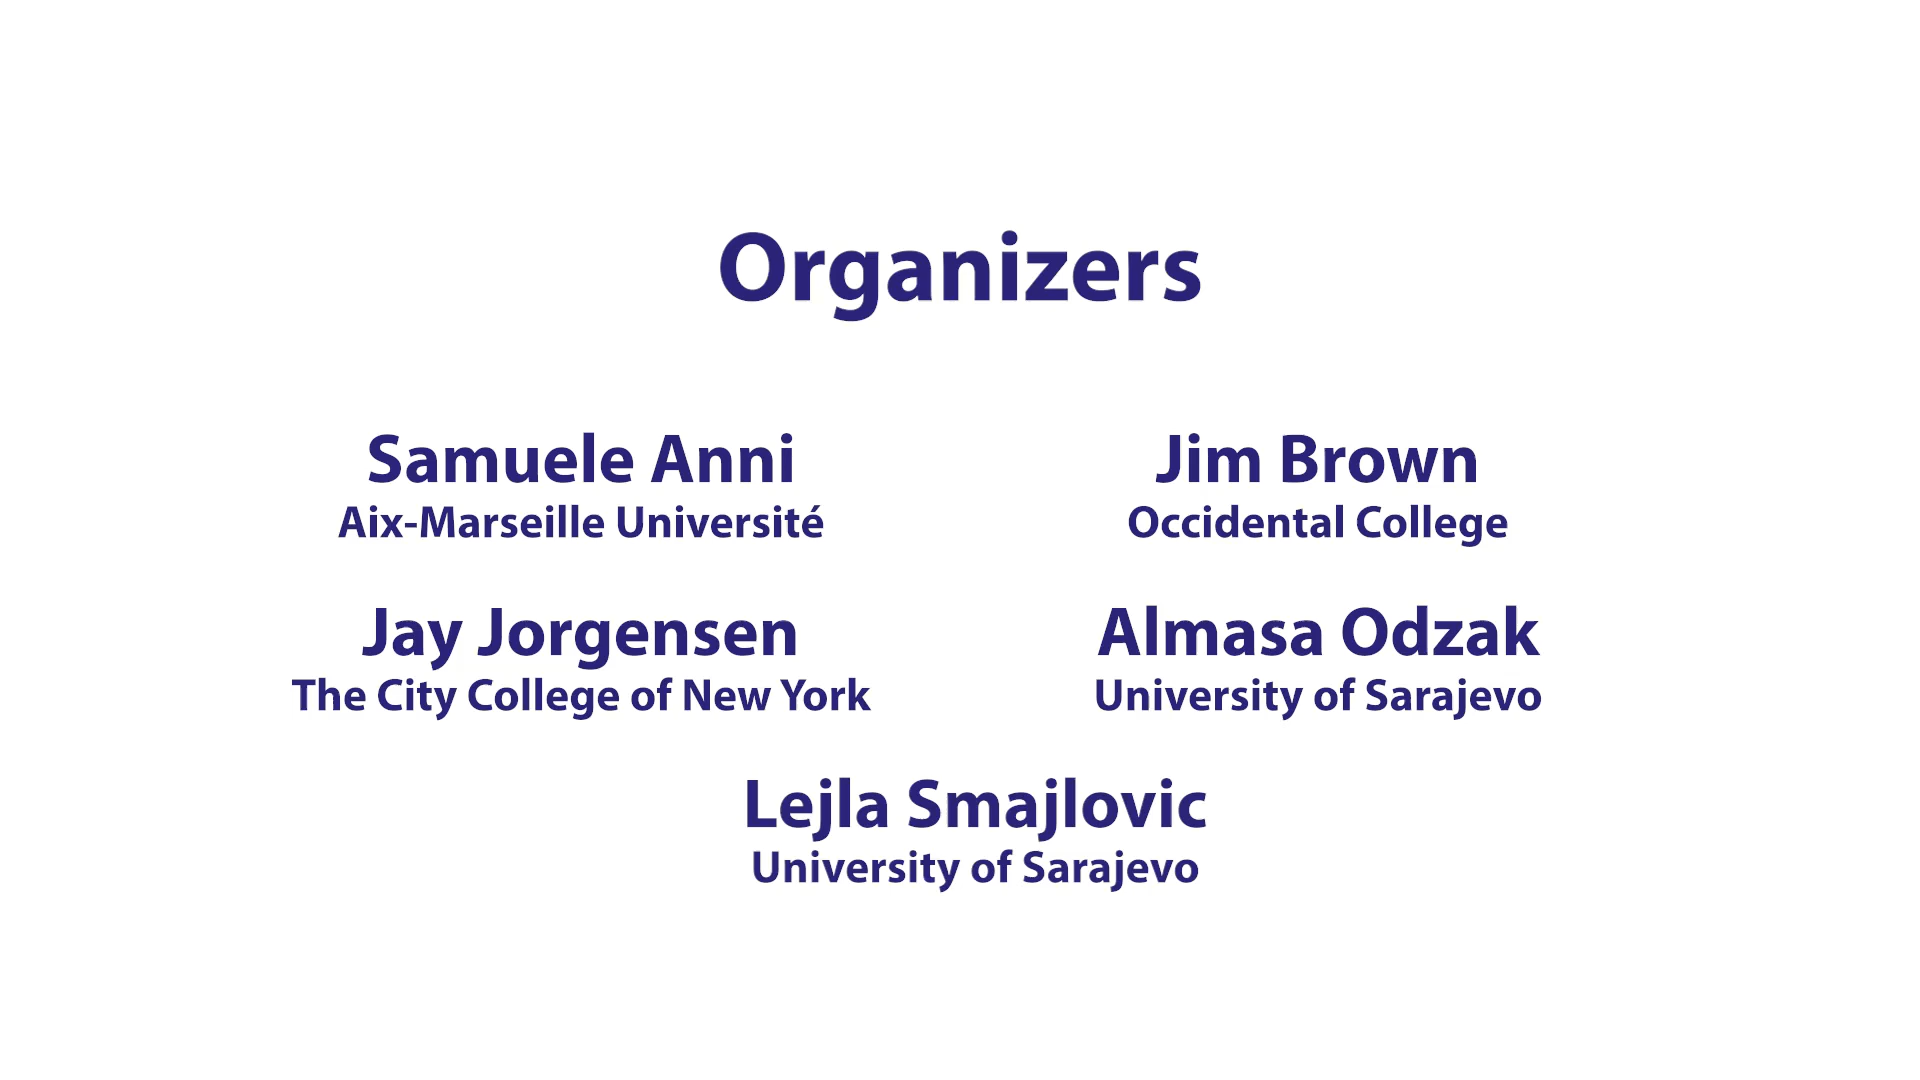 Organizers
Samuele Anni
Aix-Marseille Université
Jim Brown
Occidental College
Jay Jorgensen
The City College of New York
Almasa Odzak
University of Sarajevo
Lejla Smajlovic
University of Sarajevo